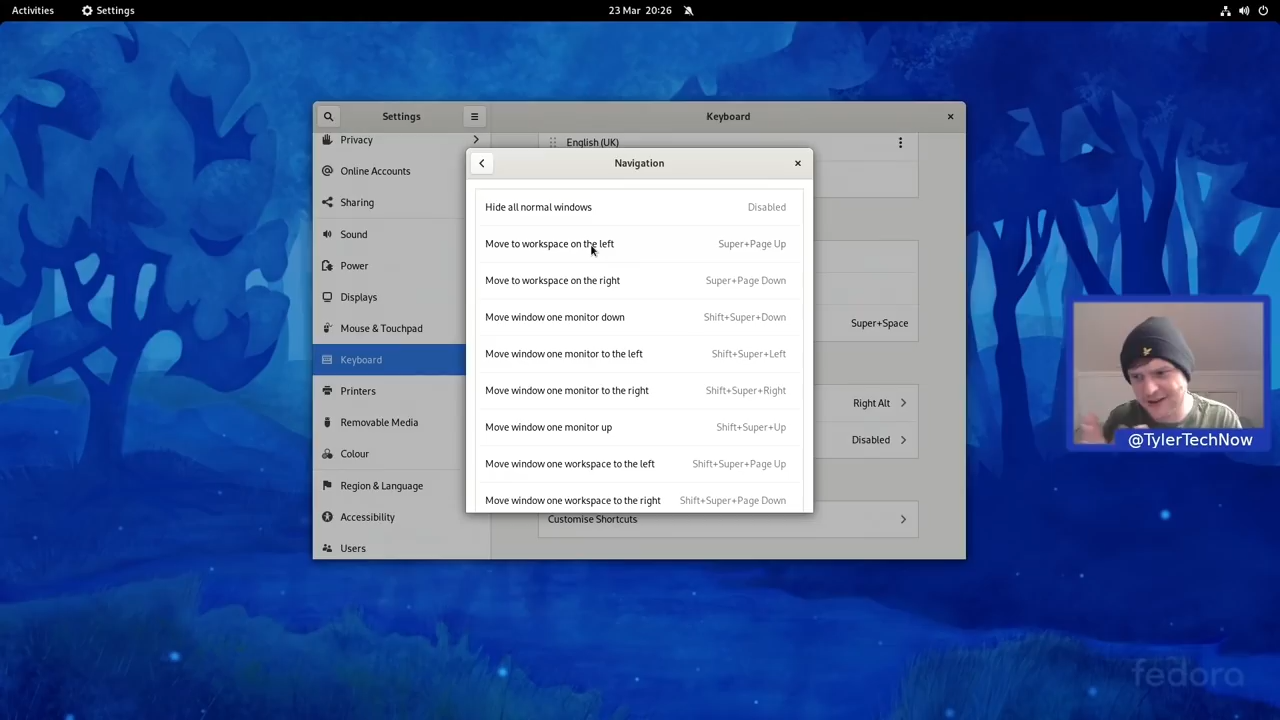 Activities
Settings
23 Mar 20:26
Settings
Keyboard
Privacy
Online Accounts
Sharing
Sound
Power
Displays
Mouse & Touchpad
Keyboard
Printers
Removable Media
Colour
Region & Language
Accessibility
Users
English (UK)
Super+Space
Right Alt
Disabled
Customise Shortcuts
Navigation
Hide all normal windows Disabled
Move to workspace on the left Super+Page Up
Move to workspace on the right Super+Page Down
Move window one monitor down Shift+Super+Down
Move window one monitor to the left Shift+Super+Left
Move window one monitor to the right Shift+Super+Right
Move window one monitor up Shift+Super+Up
Move window one workspace to the left Shift+Super+Page Up
Move window one workspace to the right Shift+Super+Page Down
@TylerTechNow
fedora